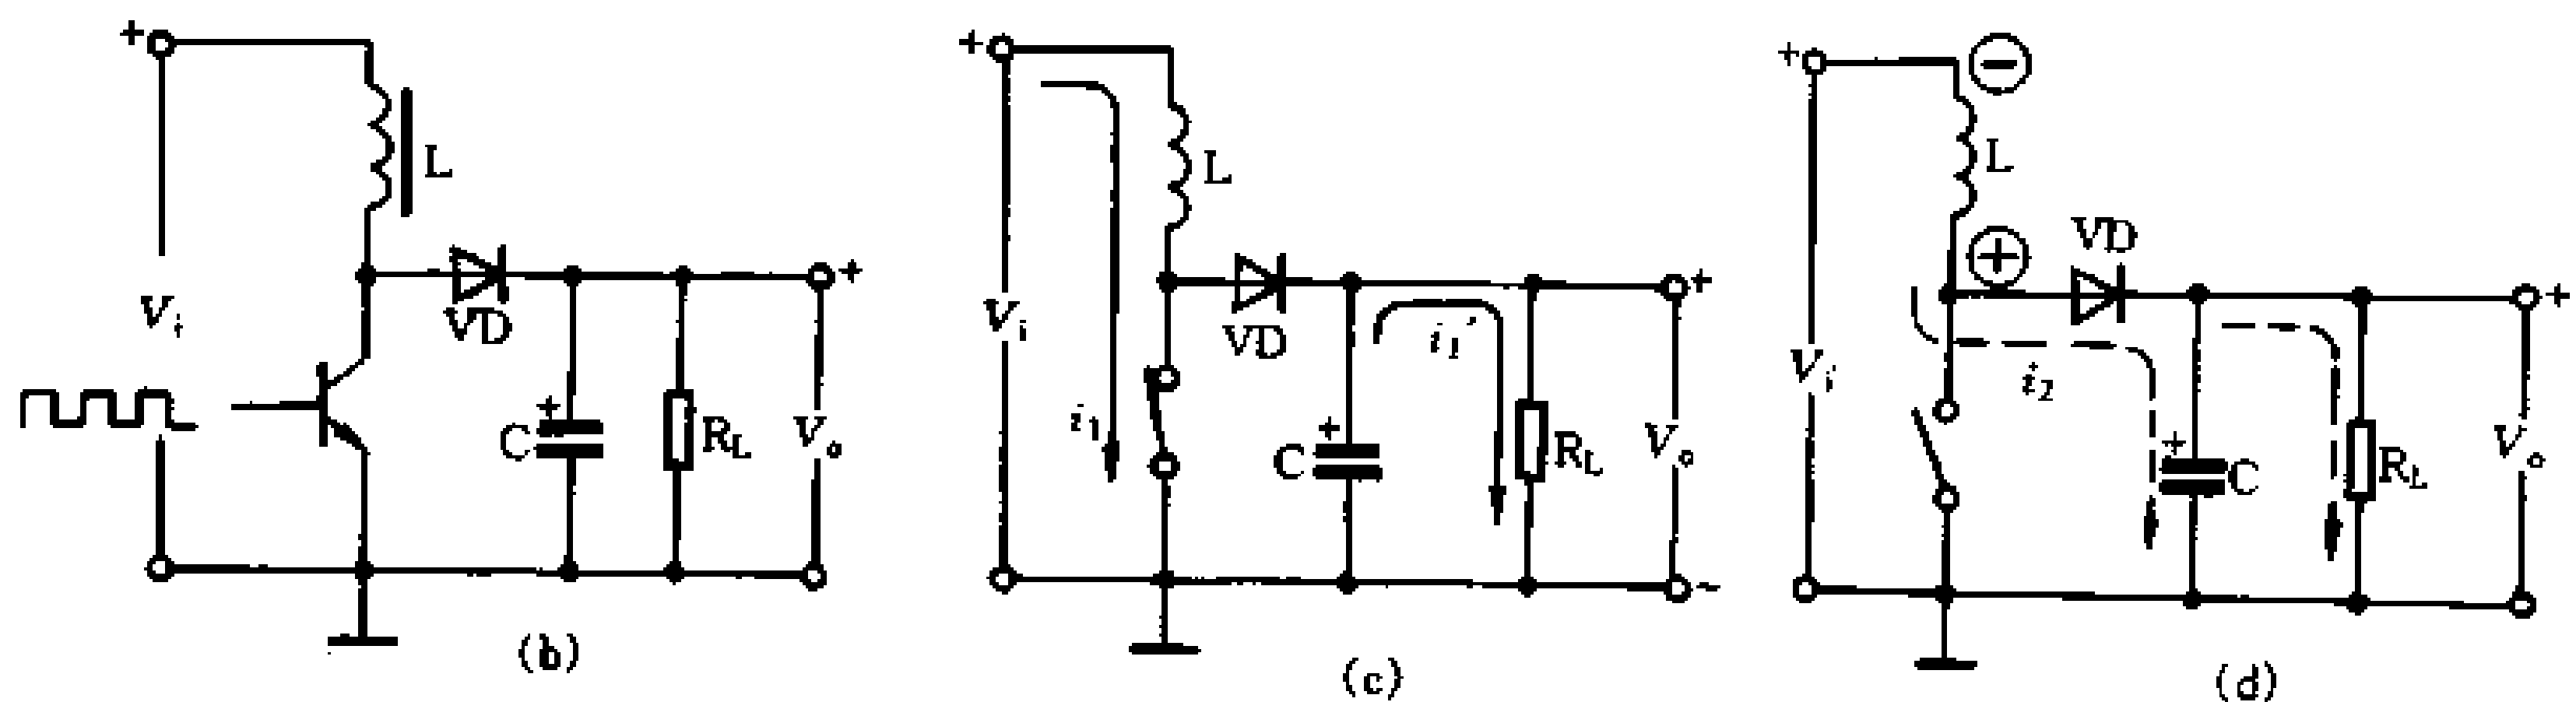 +
L
VD
+
V_i
+
C
R_L
V_o
(b)
+
L
VD
+
V_i
i_1
i_1'
+
C
R_L
V_o
~
(c)
+
−
L
+
VD
+
V_i
i_2
+
C
R_L
V_o
(d)